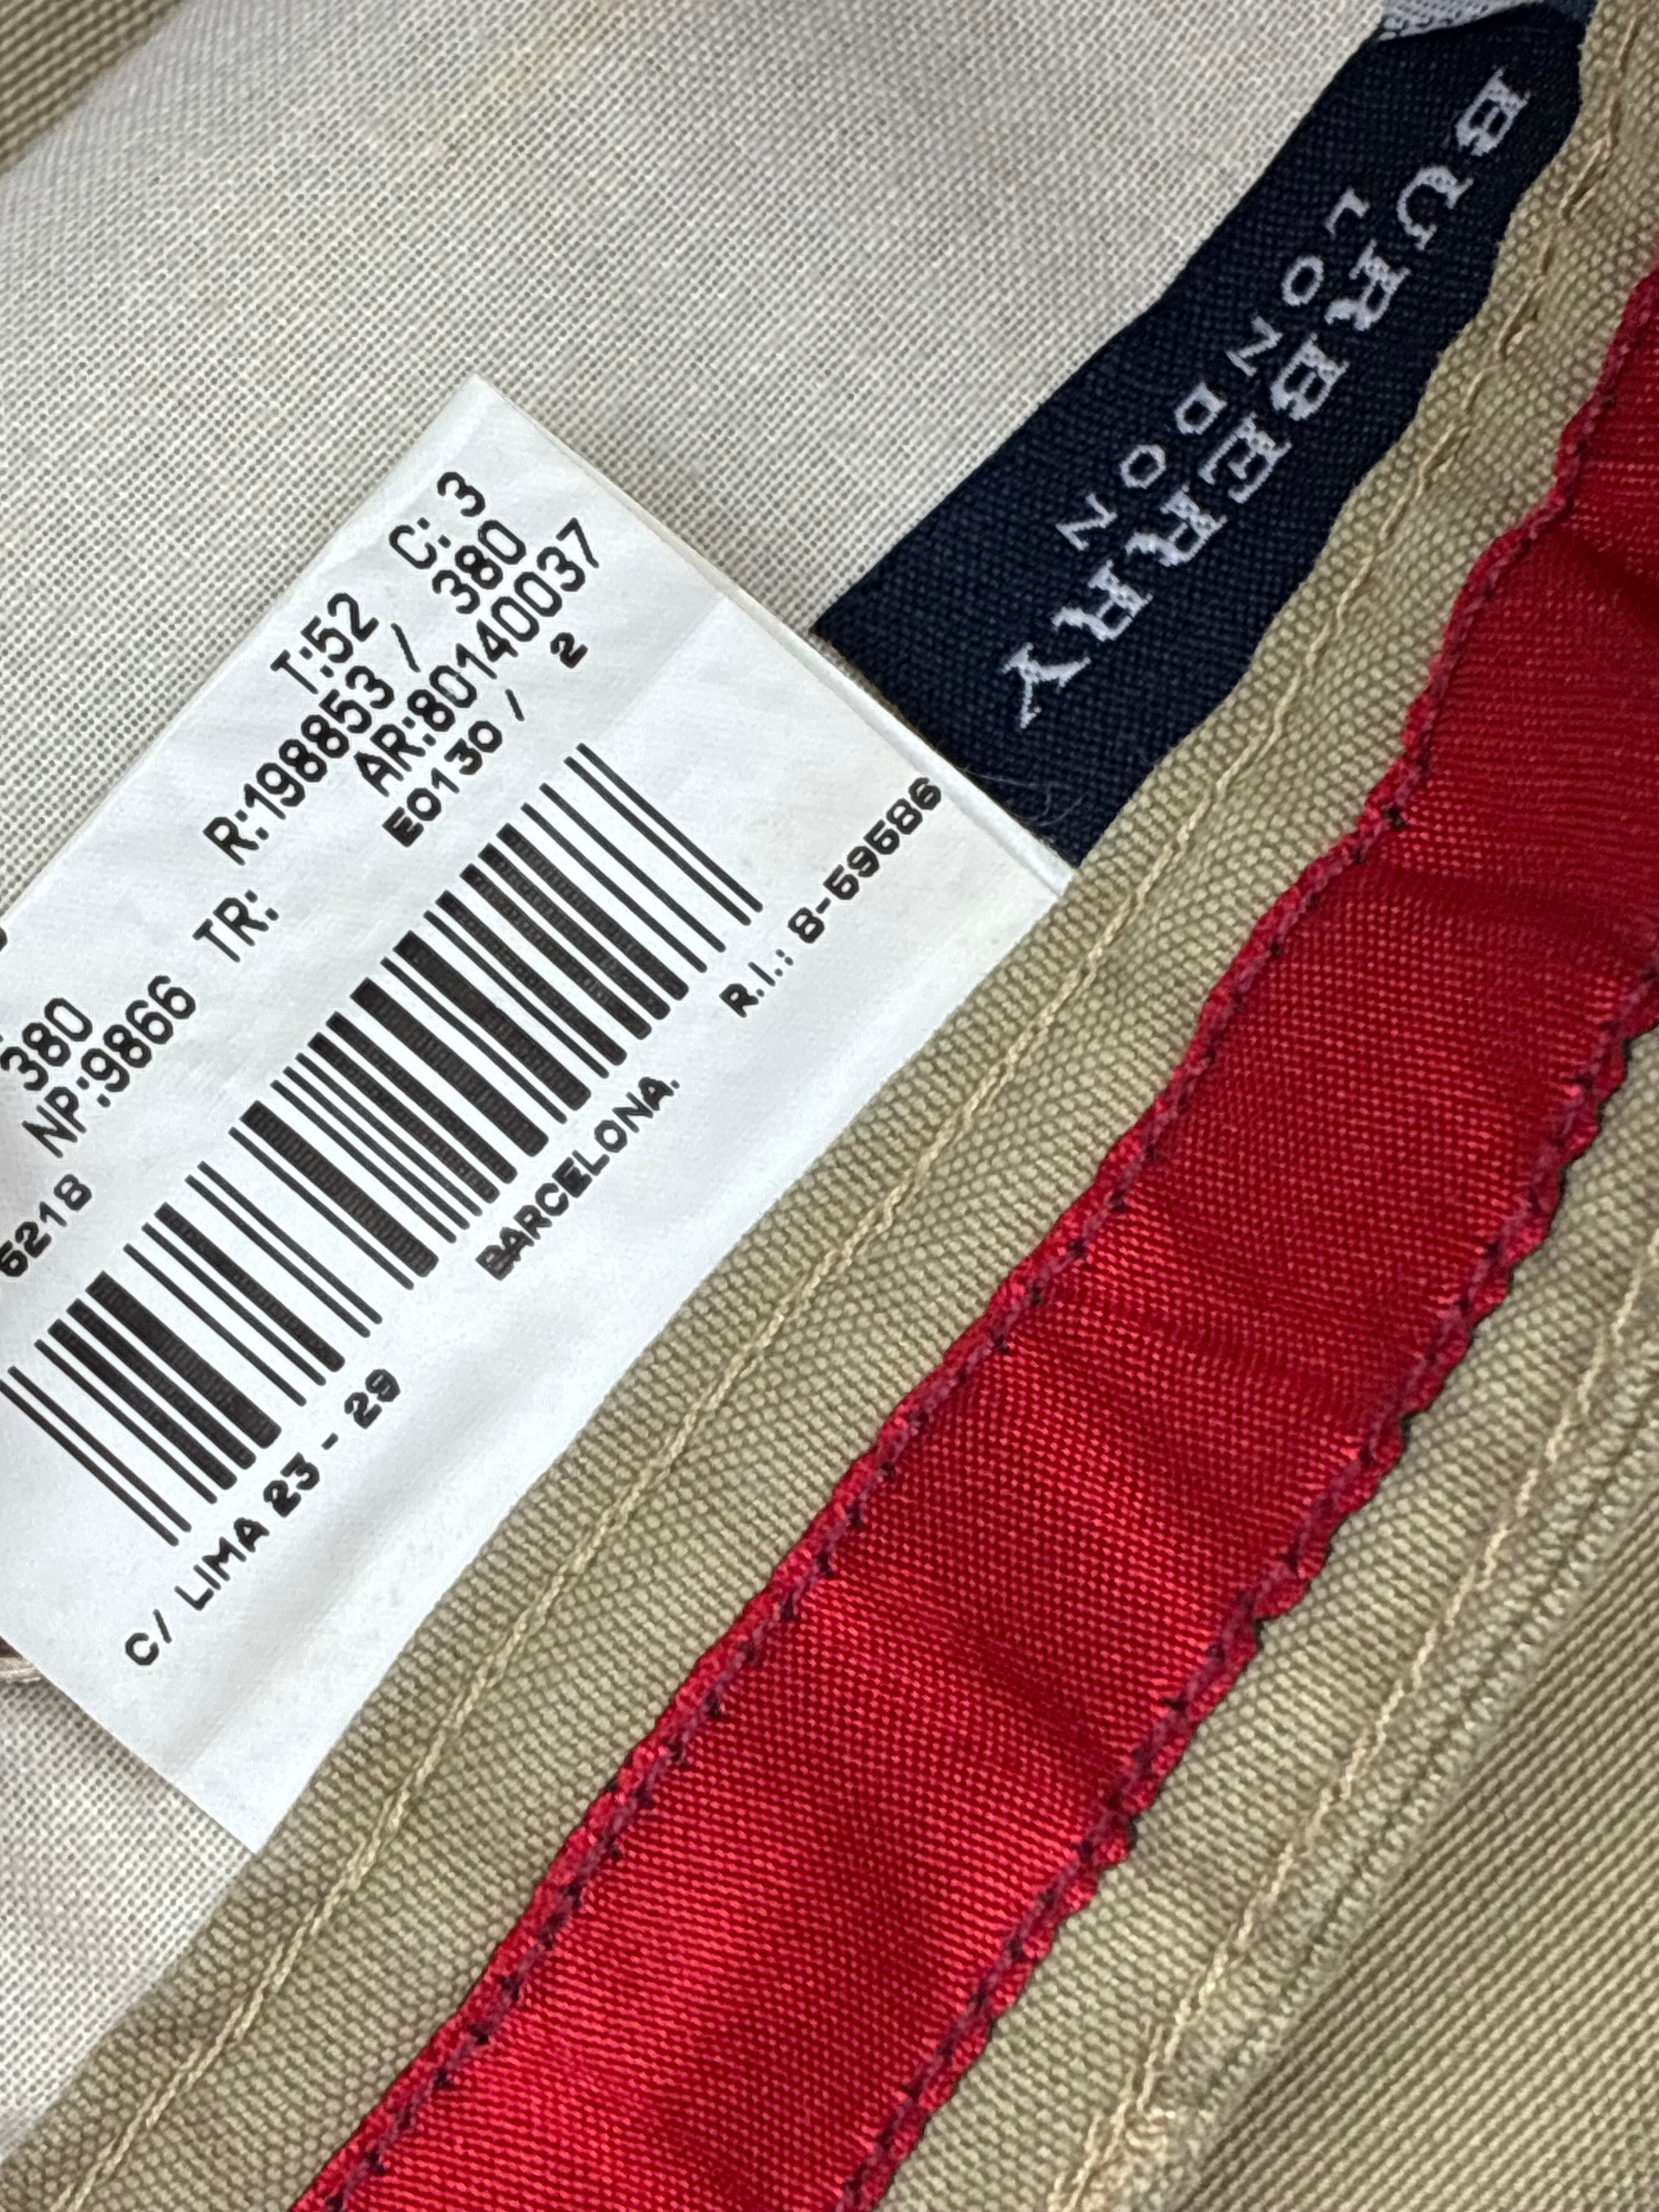 BURBERRY
LONDON
T:52 C: 3
R:198853 / 380
AR:80140037
E0130 / 2
380
NP:9866 TR:
5218
R.I.: 8-59586
C/ LIMA 23 - 29 BARCELONA.